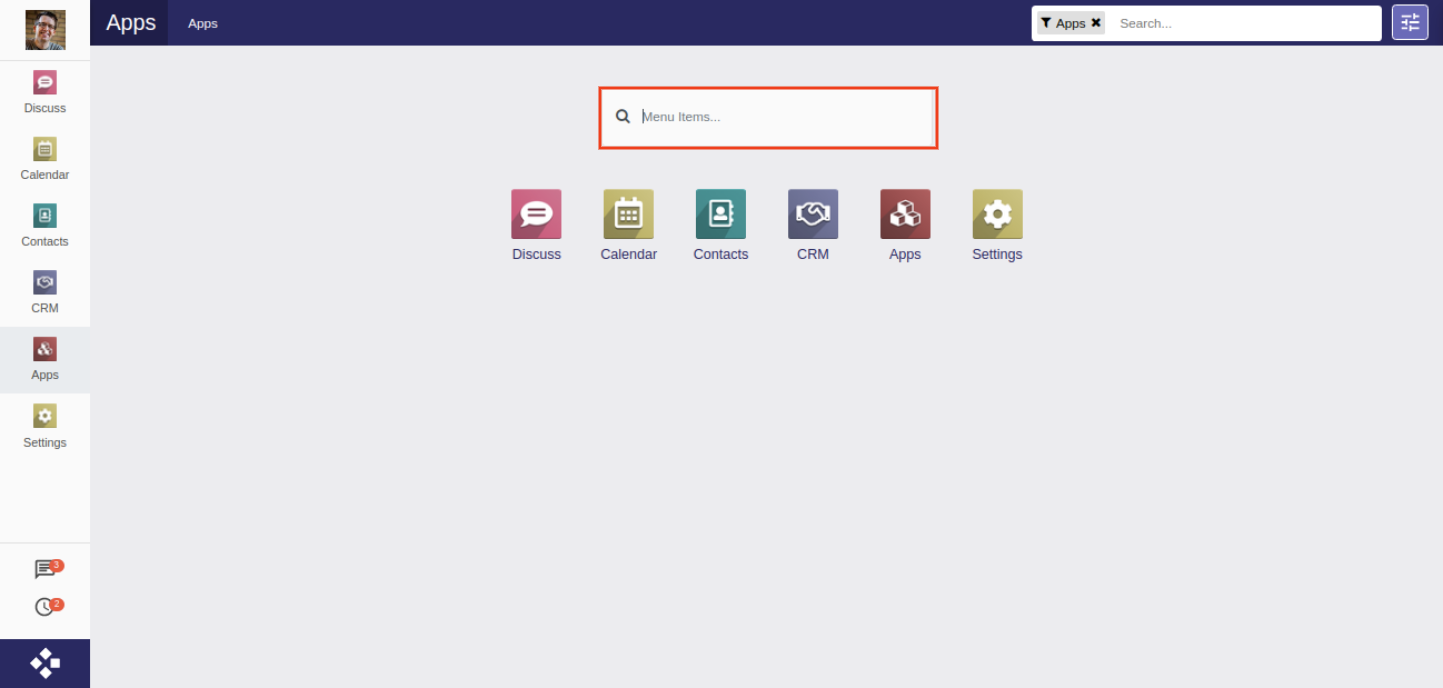 Apps
Apps
Apps
Search...
Discuss
Calendar
Contacts
CRM
Apps
Settings
3
2
Menu Items...
Discuss
Calendar
Contacts
CRM
Apps
Settings